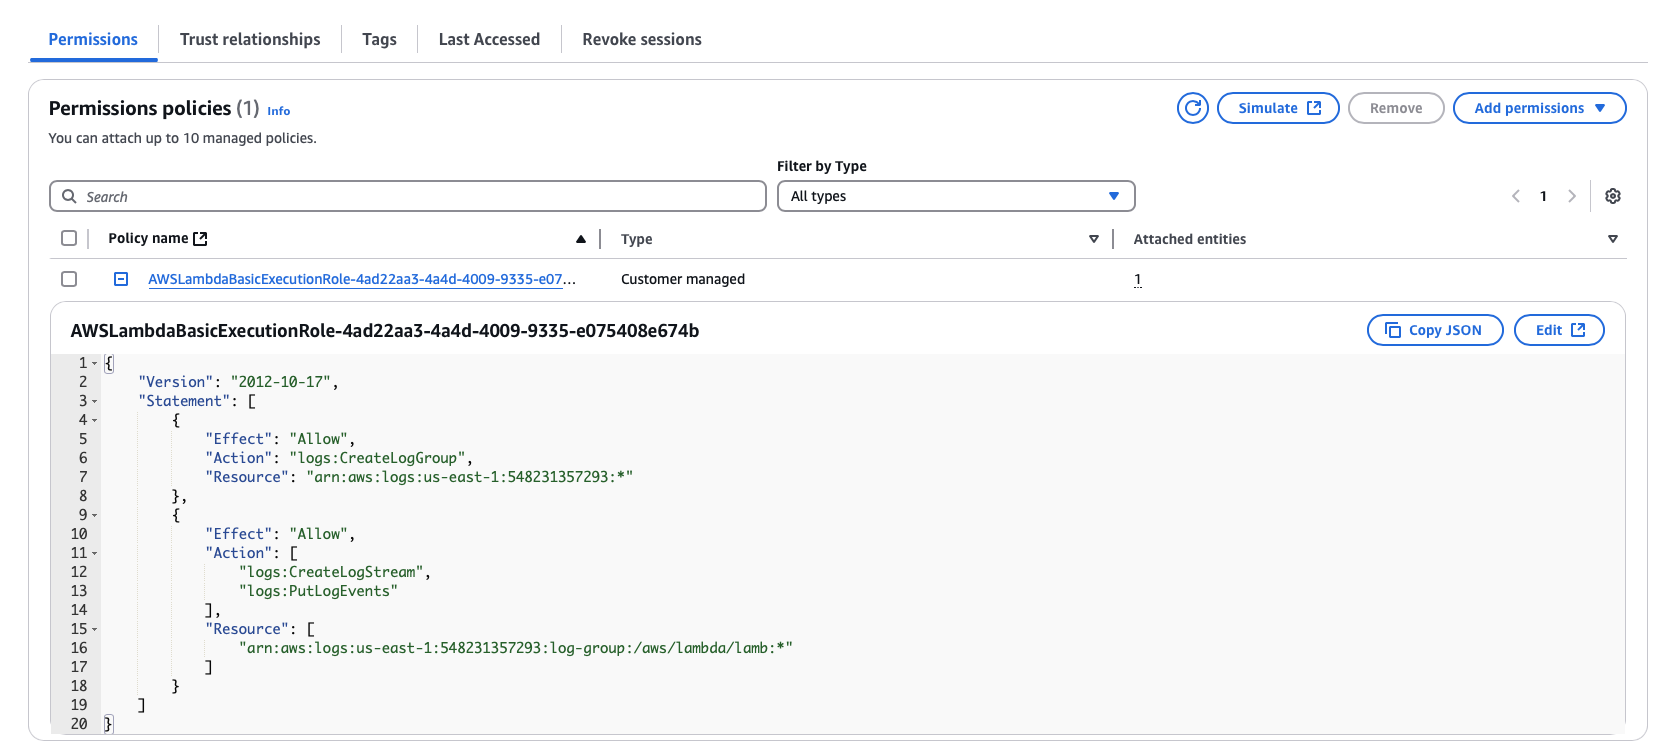 Permissions
Trust relationships
Tags
Last Accessed
Revoke sessions
Permissions policies (1) Info
Simulate
Remove
Add permissions
You can attach up to 10 managed policies.
Filter by Type
Search
All types
1
Policy name
Type
Attached entities
AWSLambdaBasicExecutionRole-4ad22aa3-4a4d-4009-9335-e07...
Customer managed
1
AWSLambdaBasicExecutionRole-4ad22aa3-4a4d-4009-9335-e075408e674b
Copy JSON
Edit
1 {
2     "Version": "2012-10-17",
3     "Statement": [
4         {
5             "Effect": "Allow",
6             "Action": "logs:CreateLogGroup",
7             "Resource": "arn:aws:logs:us-east-1:548231357293:*"
8         },
9         {
10             "Effect": "Allow",
11             "Action": [
12                 "logs:CreateLogStream",
13                 "logs:PutLogEvents"
14             ],
15             "Resource": [
16                 "arn:aws:logs:us-east-1:548231357293:log-group:/aws/lambda/lamb:*"
17             ]
18         }
19     ]
20 }